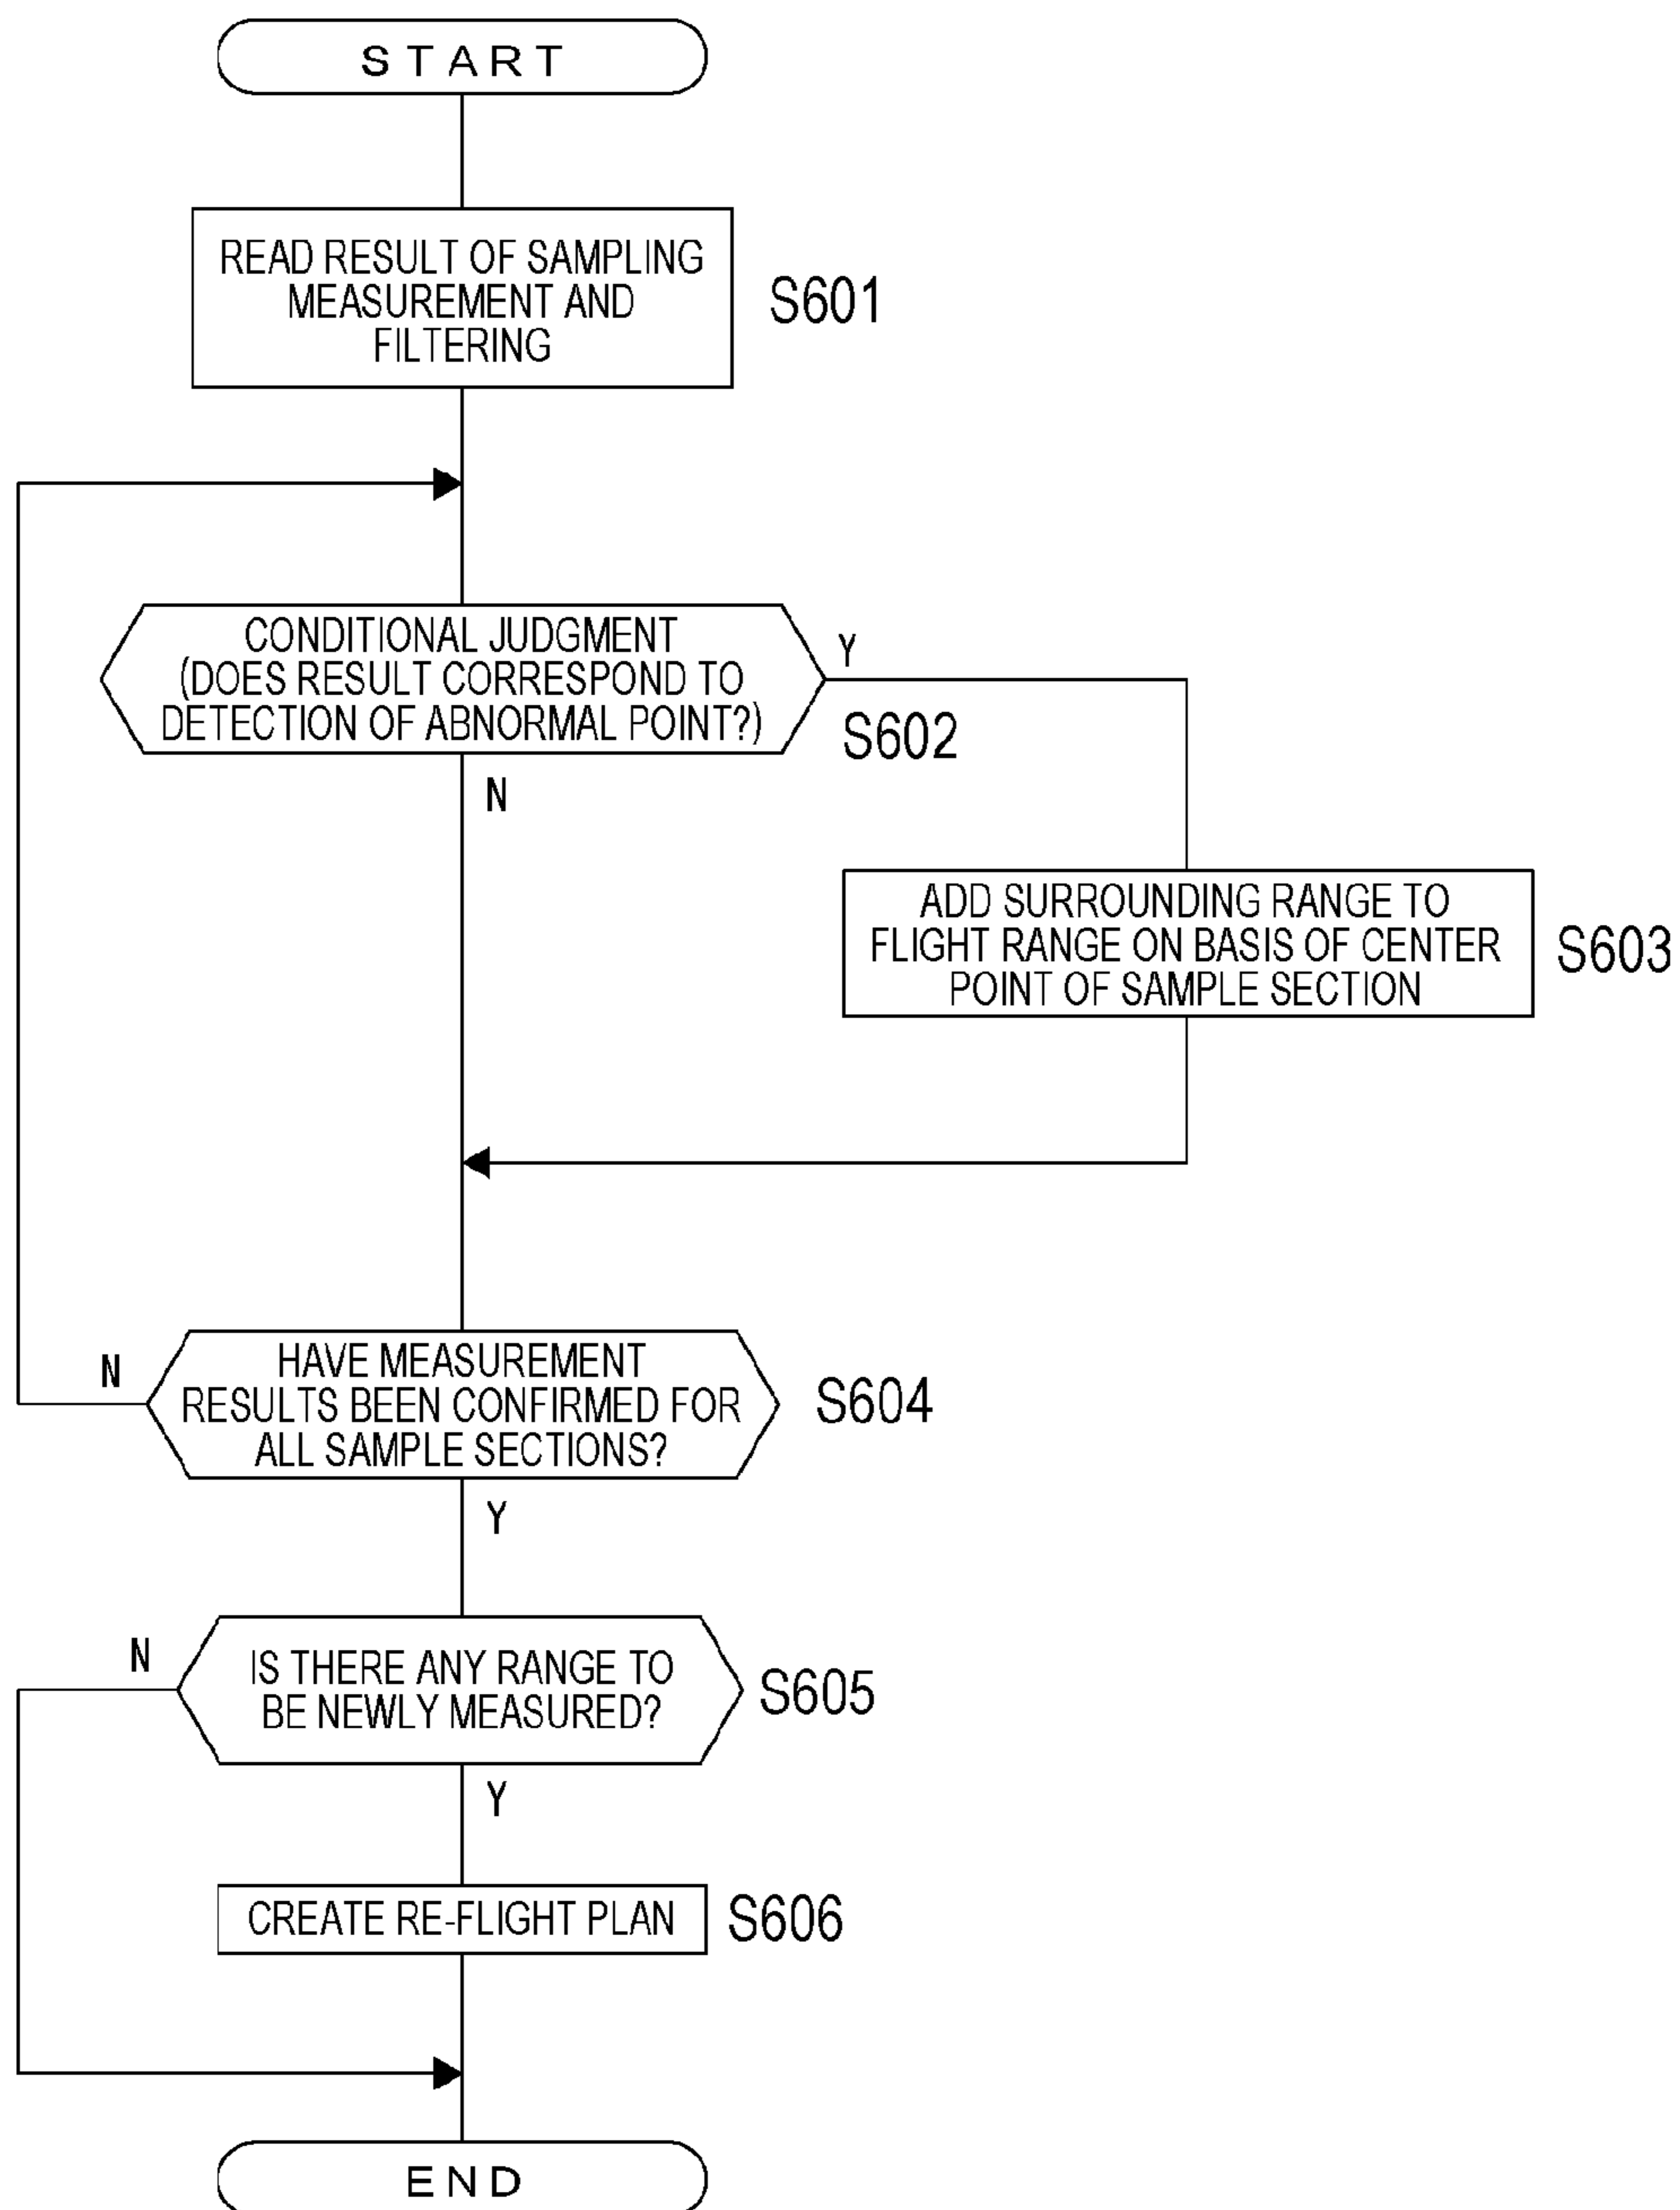 START
READ RESULT OF SAMPLING
MEASUREMENT AND
FILTERING
S601
CONDITIONAL JUDGMENT
(DOES RESULT CORRESPOND TO
DETECTION OF ABNORMAL POINT?)
Y
S602
N
ADD SURROUNDING RANGE TO
FLIGHT RANGE ON BASIS OF CENTER
POINT OF SAMPLE SECTION
S603
N
HAVE MEASUREMENT
RESULTS BEEN CONFIRMED FOR
ALL SAMPLE SECTIONS?
S604
Y
N
IS THERE ANY RANGE TO
BE NEWLY MEASURED?
S605
Y
CREATE RE-FLIGHT PLAN
S606
END